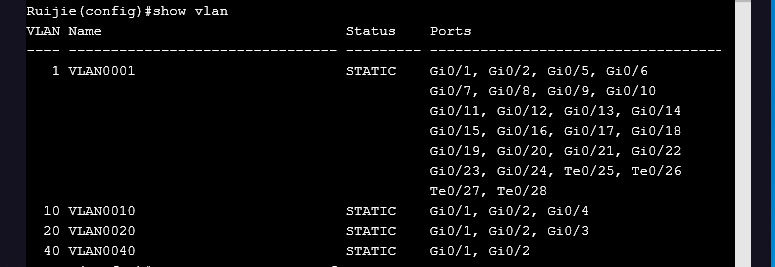 Ruijie(config)#show vlan
VLAN Name                             Status    Ports
---- -------------------------------- --------- -----------------------------------
   1 VLAN0001                         STATIC    Gi0/1, Gi0/2, Gi0/5, Gi0/6
                                                Gi0/7, Gi0/8, Gi0/9, Gi0/10
                                                Gi0/11, Gi0/12, Gi0/13, Gi0/14
                                                Gi0/15, Gi0/16, Gi0/17, Gi0/18
                                                Gi0/19, Gi0/20, Gi0/21, Gi0/22
                                                Gi0/23, Gi0/24, Te0/25, Te0/26
                                                Te0/27, Te0/28
  10 VLAN0010                         STATIC    Gi0/1, Gi0/2, Gi0/4
  20 VLAN0020                         STATIC    Gi0/1, Gi0/2, Gi0/3
  40 VLAN0040                         STATIC    Gi0/1, Gi0/2